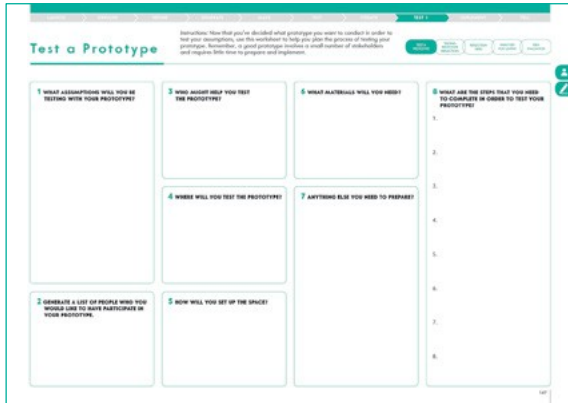 TEST +
Test a Prototype
Instructions: Now that you've decided what prototype you want to conduct in order to
test your assumptions, use this worksheet to help you plan the process of testing your
prototype. Remember, a good prototype involves a small number of stakeholders
and requires little time to prepare and implement.
1 WHAT ASSUMPTIONS WILL YOU BE
TESTING WITH YOUR PROTOTYPE?
2 GENERATE A LIST OF PEOPLE WHO YOU
WOULD LIKE TO HAVE PARTICIPATE IN
YOUR PROTOTYPE.
3 WHO MIGHT HELP YOU TEST
THE PROTOTYPE?
4 WHERE WILL YOU TEST THE PROTOTYPE?
5 HOW WILL YOU SET UP THE SPACE?
6 WHAT MATERIALS WILL YOU NEED?
7 ANYTHING ELSE YOU NEED TO PREPARE?
8 WHAT ARE THE STEPS THAT YOU NEED
TO COMPLETE IN ORDER TO TEST YOUR
PROTOTYPE?
1.
2.
3.
4.
5.
6.
7.
8.